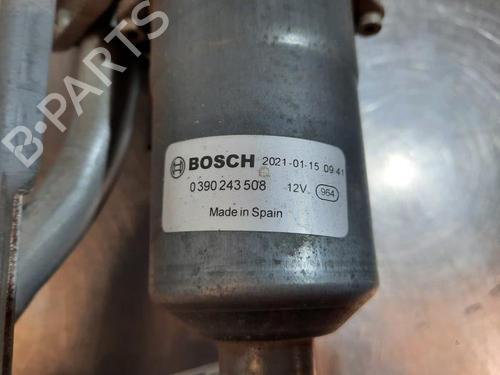 B-PARTS
BOSCH 2021-01-15 09:41
0 390 243 508 12V. 964
Made in Spain